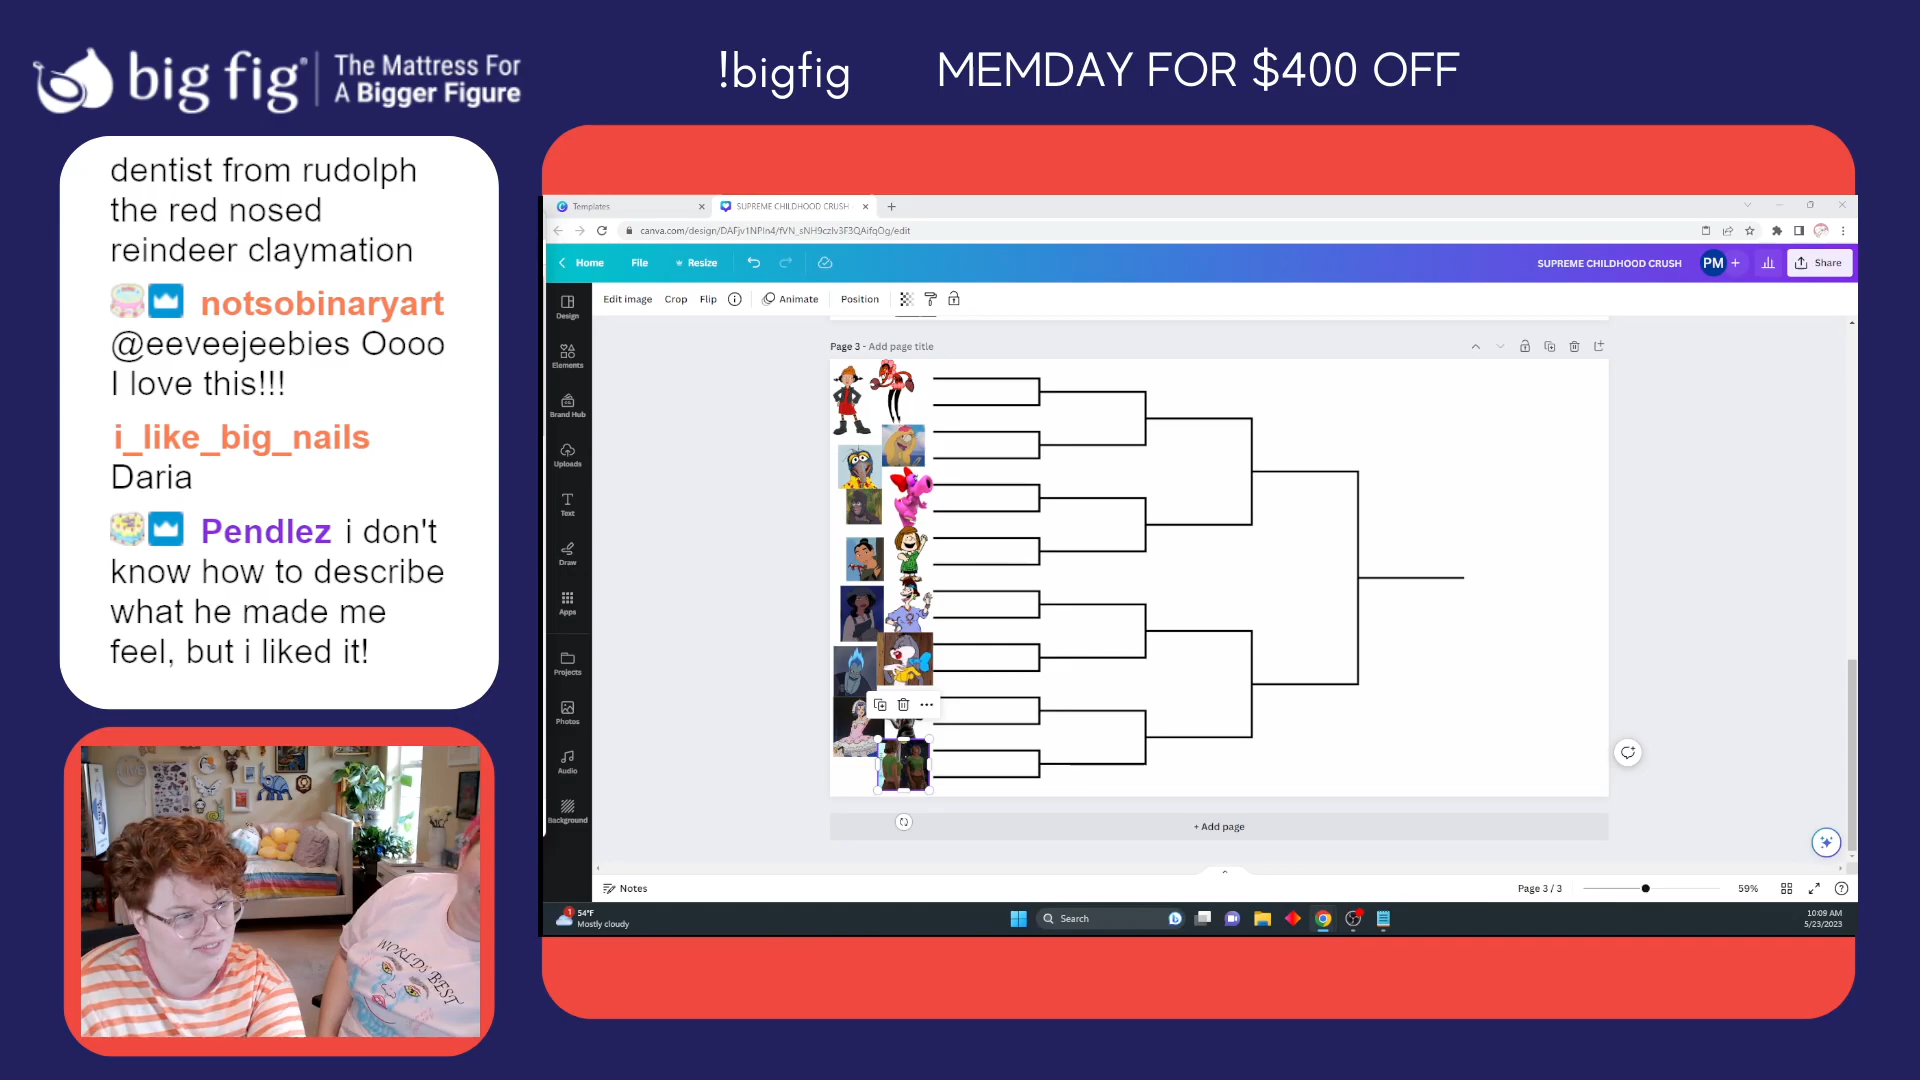 big fig
The Mattress For
A Bigger Figure
!bigfig
MEMDAY FOR $400 OFF
dentist from rudolph
the red nosed
reindeer claymation
notsobinaryart
@eeveejeebies Oooo
I love this!!!
i_like_big_nails
Daria
Pendlez i don't
know how to describe
what he made me
feel, but i liked it!
WORLD'S BEST
Templates
SUPREME CHILDHOOD CRUSH
canva.com/design/DAFjv1NPln4/fVN_sNH9czlv3F3QAifqOg/edit
Home
File
Resize
SUPREME CHILDHOOD CRUSH
PM
Share
Edit image
Crop
Flip
Animate
Position
Design
Elements
Brand Hub
Uploads
Text
Draw
Apps
Projects
Photos
Audio
Background
Page 3 - Add page title
+ Add page
Notes
Page 3 / 3
59%
1
54°F
Mostly cloudy
Search
10:09 AM
5/23/2023